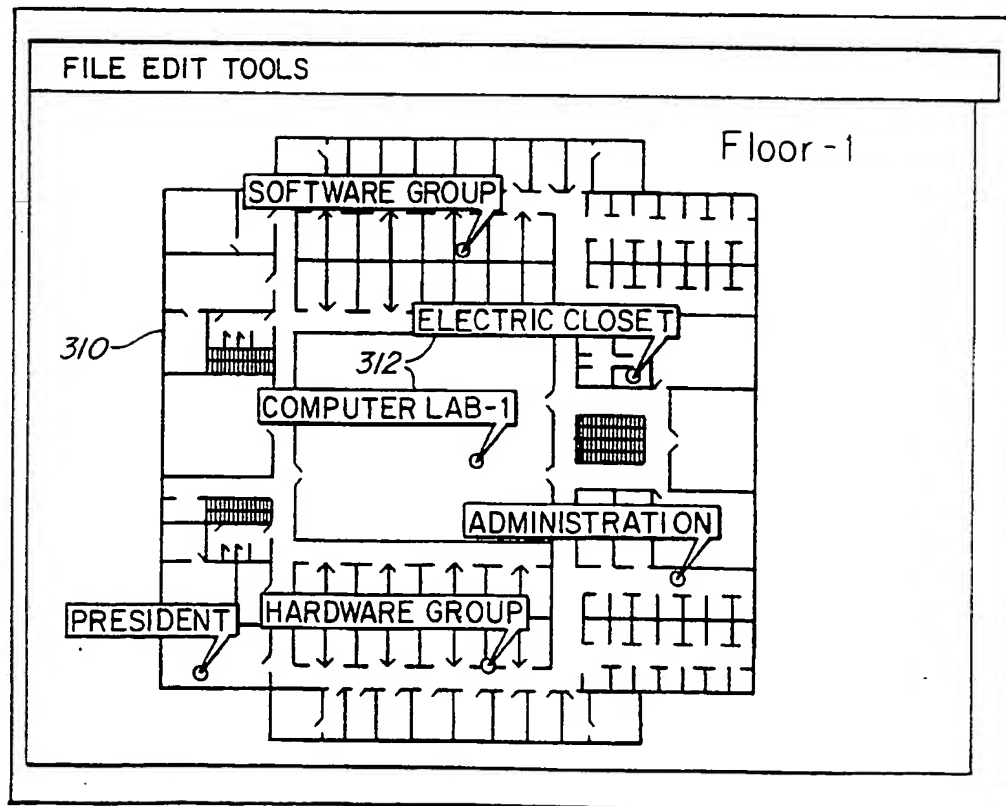 FILE EDIT TOOLS
Floor-1
SOFTWARE GROUP
ELECTRIC CLOSET
310
312
COMPUTER LAB-1
ADMINISTRATION
HARDWARE GROUP
PRESIDENT